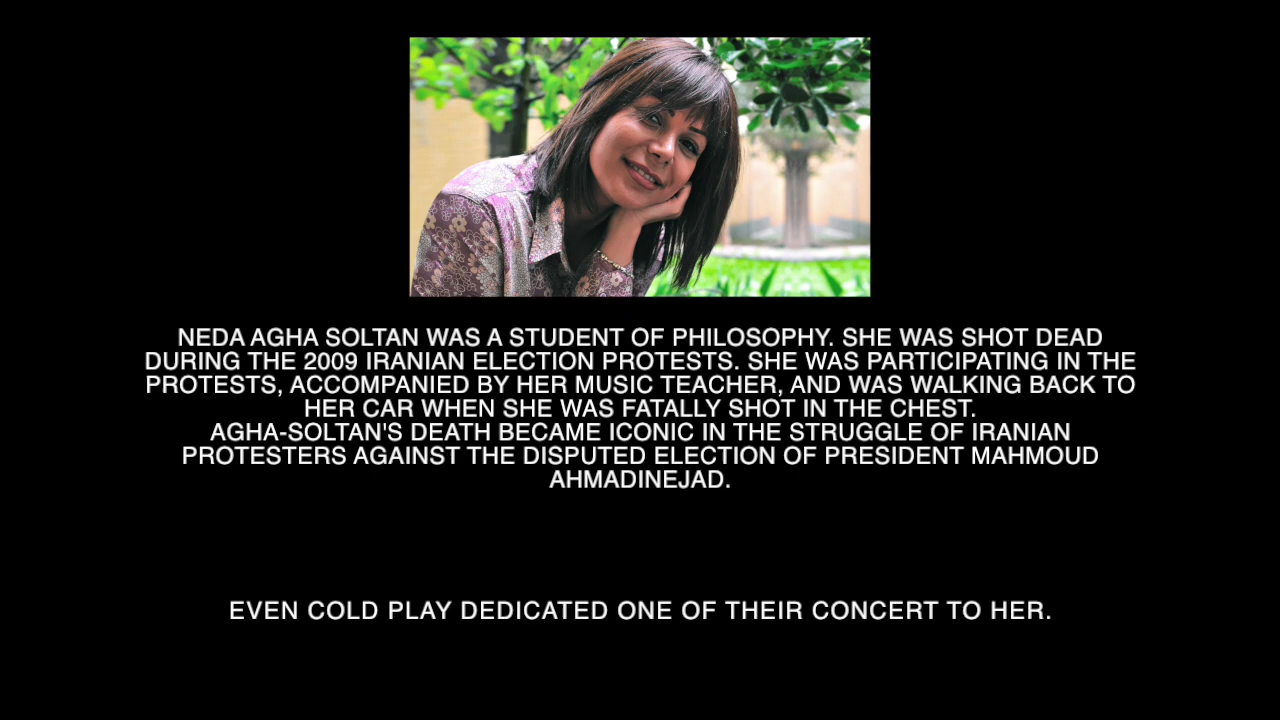 NEDA AGHA SOLTAN WAS A STUDENT OF PHILOSOPHY. SHE WAS SHOT DEAD
DURING THE 2009 IRANIAN ELECTION PROTESTS. SHE WAS PARTICIPATING IN THE
PROTESTS, ACCOMPANIED BY HER MUSIC TEACHER, AND WAS WALKING BACK TO
HER CAR WHEN SHE WAS FATALLY SHOT IN THE CHEST.
AGHA-SOLTAN'S DEATH BECAME ICONIC IN THE STRUGGLE OF IRANIAN
PROTESTERS AGAINST THE DISPUTED ELECTION OF PRESIDENT MAHMOUD
AHMADINEJAD.
EVEN COLD PLAY DEDICATED ONE OF THEIR CONCERT TO HER.